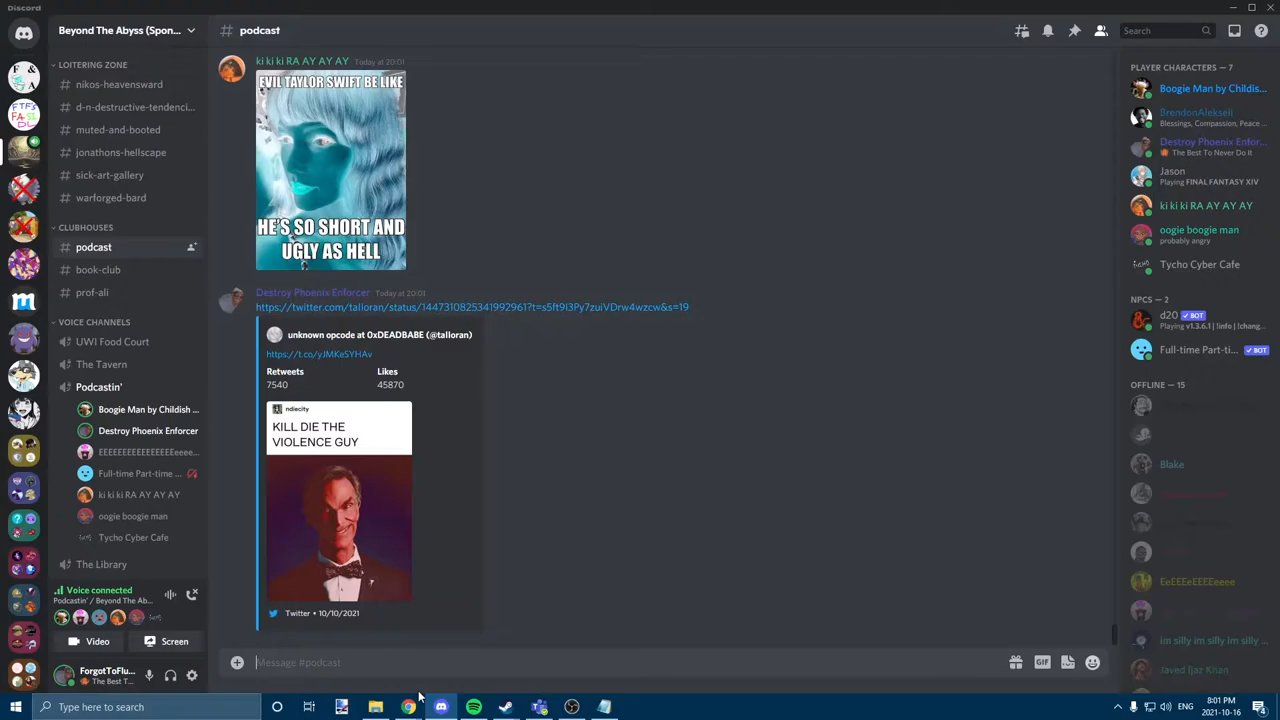 Discord
Beyond The Abyss (Spon...
# podcast
Search
LOITERING ZONE
# nikos-heavensward
# d-n-destructive-tendenci...
# muted-and-booted
# jonathons-hellscape
# sick-art-gallery
# warforged-bard
CLUBHOUSES
# podcast
# book-club
# prof-ali
VOICE CHANNELS
UWI Food Court
The Tavern
Podcastin'
Boogie Man by Childish ...
Destroy Phoenix Enforcer
EEEEEEEEEEEEEEEeeee...
Full-time Part-time ...
ki ki ki RA AY AY AY
oogie boogie man
Tycho Cyber Cafe
The Library
Voice connected
Podcastin' / Beyond The Ab...
Video
Screen
ForgotToFlu...
The Best T...
ki ki ki RA AY AY AY Today at 20:01
EVIL TAYLOR SWIFT BE LIKE
HE'S SO SHORT AND
UGLY AS HELL
Destroy Phoenix Enforcer Today at 20:01
https://twitter.com/talloran/status/1447310825341992961?t=s5ft9I3Py7zuiVDrw4wzcw&s=19
unknown opcode at 0xDEADBABE (@talloran)
https://t.co/yJMKeSYHAv
Retweets Likes
7540 45870
ndiecity
KILL DIE THE
VIOLENCE GUY
Twitter • 10/10/2021
Message #podcast
GIF
PLAYER CHARACTERS — 7
Boogie Man by Childis...
BrendonAlekseii
Blessings, Compassion, Peace ...
Destroy Phoenix Enfor...
The Best To Never Do It
Jason
Playing FINAL FANTASY XIV
ki ki ki RA AY AY AY
oogie boogie man
probably angry
Tycho Cyber Cafe
NPCS — 2
d20 ✓ BOT
Playing v1.3.6.1 | !info | !chang...
Full-time Part-ti... ✓ BOT
OFFLINE — 15
Blake
EeEEEeEEEEeeee
im silly im silly im silly ...
Javed Ijaz Khan
Type here to search
ENG
8:01 PM
2021-10-16
4